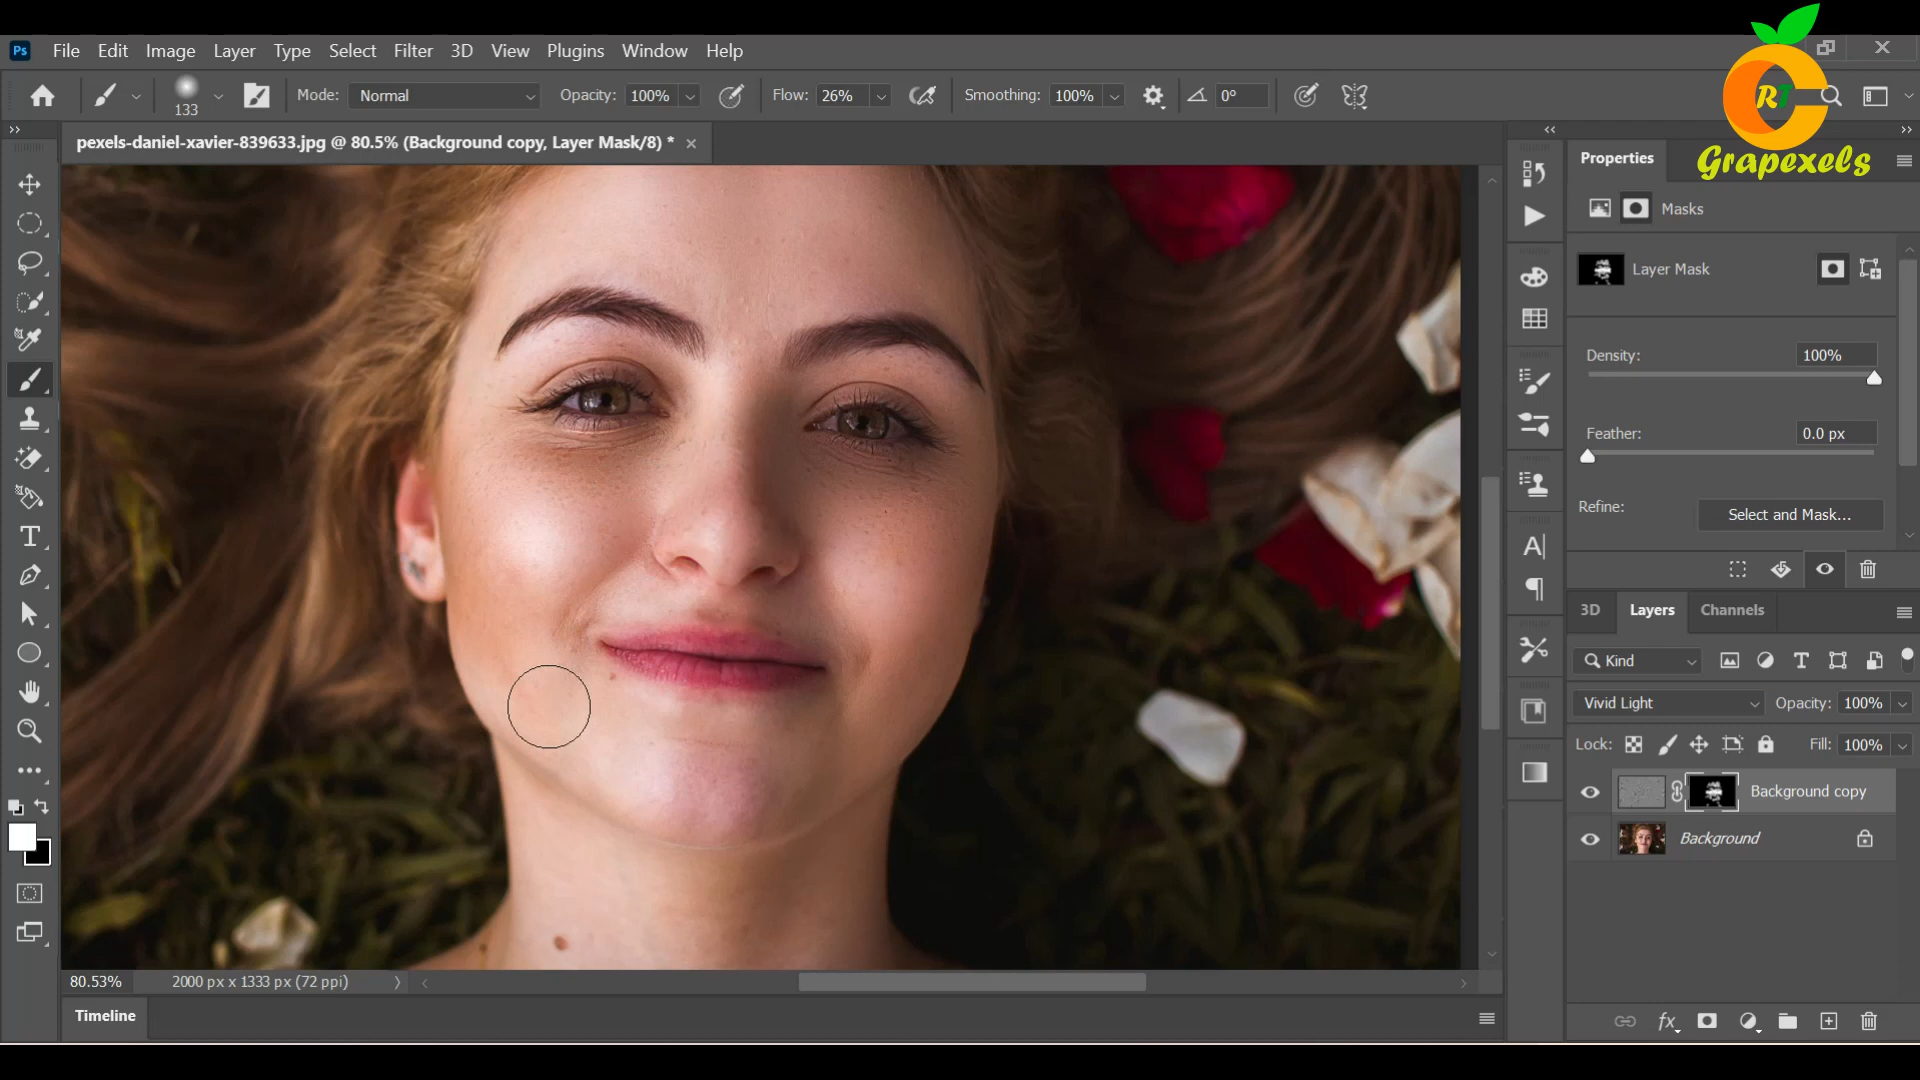 Ps File Edit Image Layer Type Select Filter 3D View Plugins Window Help
133 Mode: Normal Opacity: 100% Flow: 26% Smoothing: 100% 0°
RT
Grapexels
pexels-daniel-xavier-839633.jpg @ 80.5% (Background copy, Layer Mask/8) *
Properties
Masks
Layer Mask
Density: 100%
Feather: 0.0 px
Refine: Select and Mask...
3D Layers Channels
Kind
Vivid Light Opacity: 100%
Lock: Fill: 100%
Background copy
Background
80.53% 2000 px x 1333 px (72 ppi)
Timeline